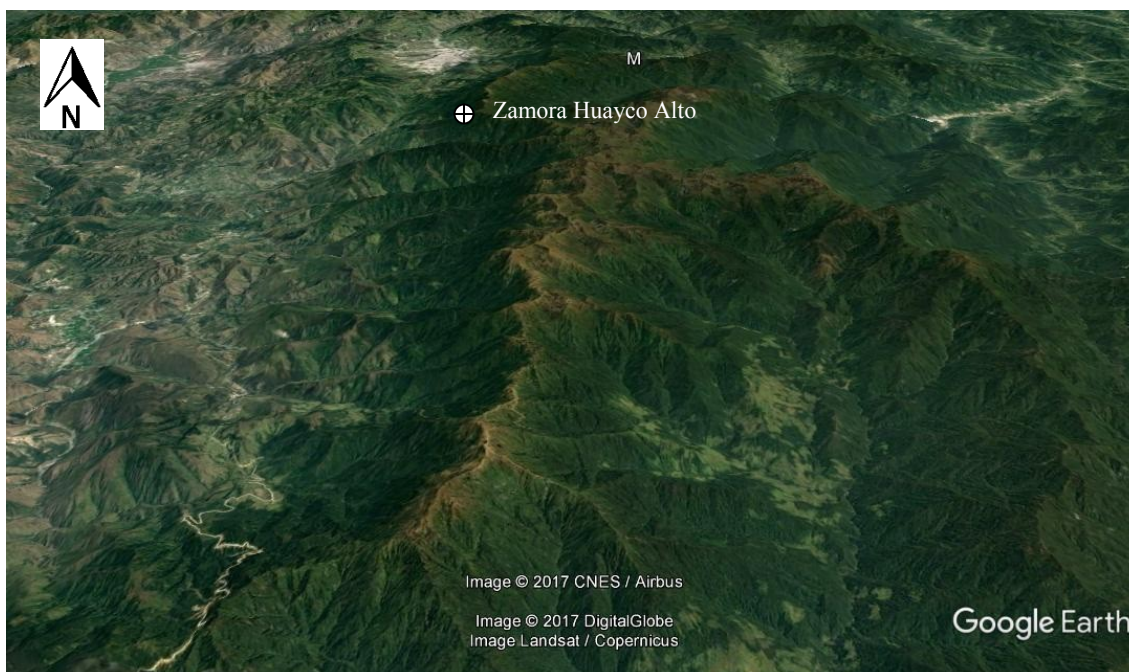 M
Zamora Huayco Alto
N
Image © 2017 CNES / Airbus
Image © 2017 DigitalGlobe
Image Landsat / Copernicus
Google Earth